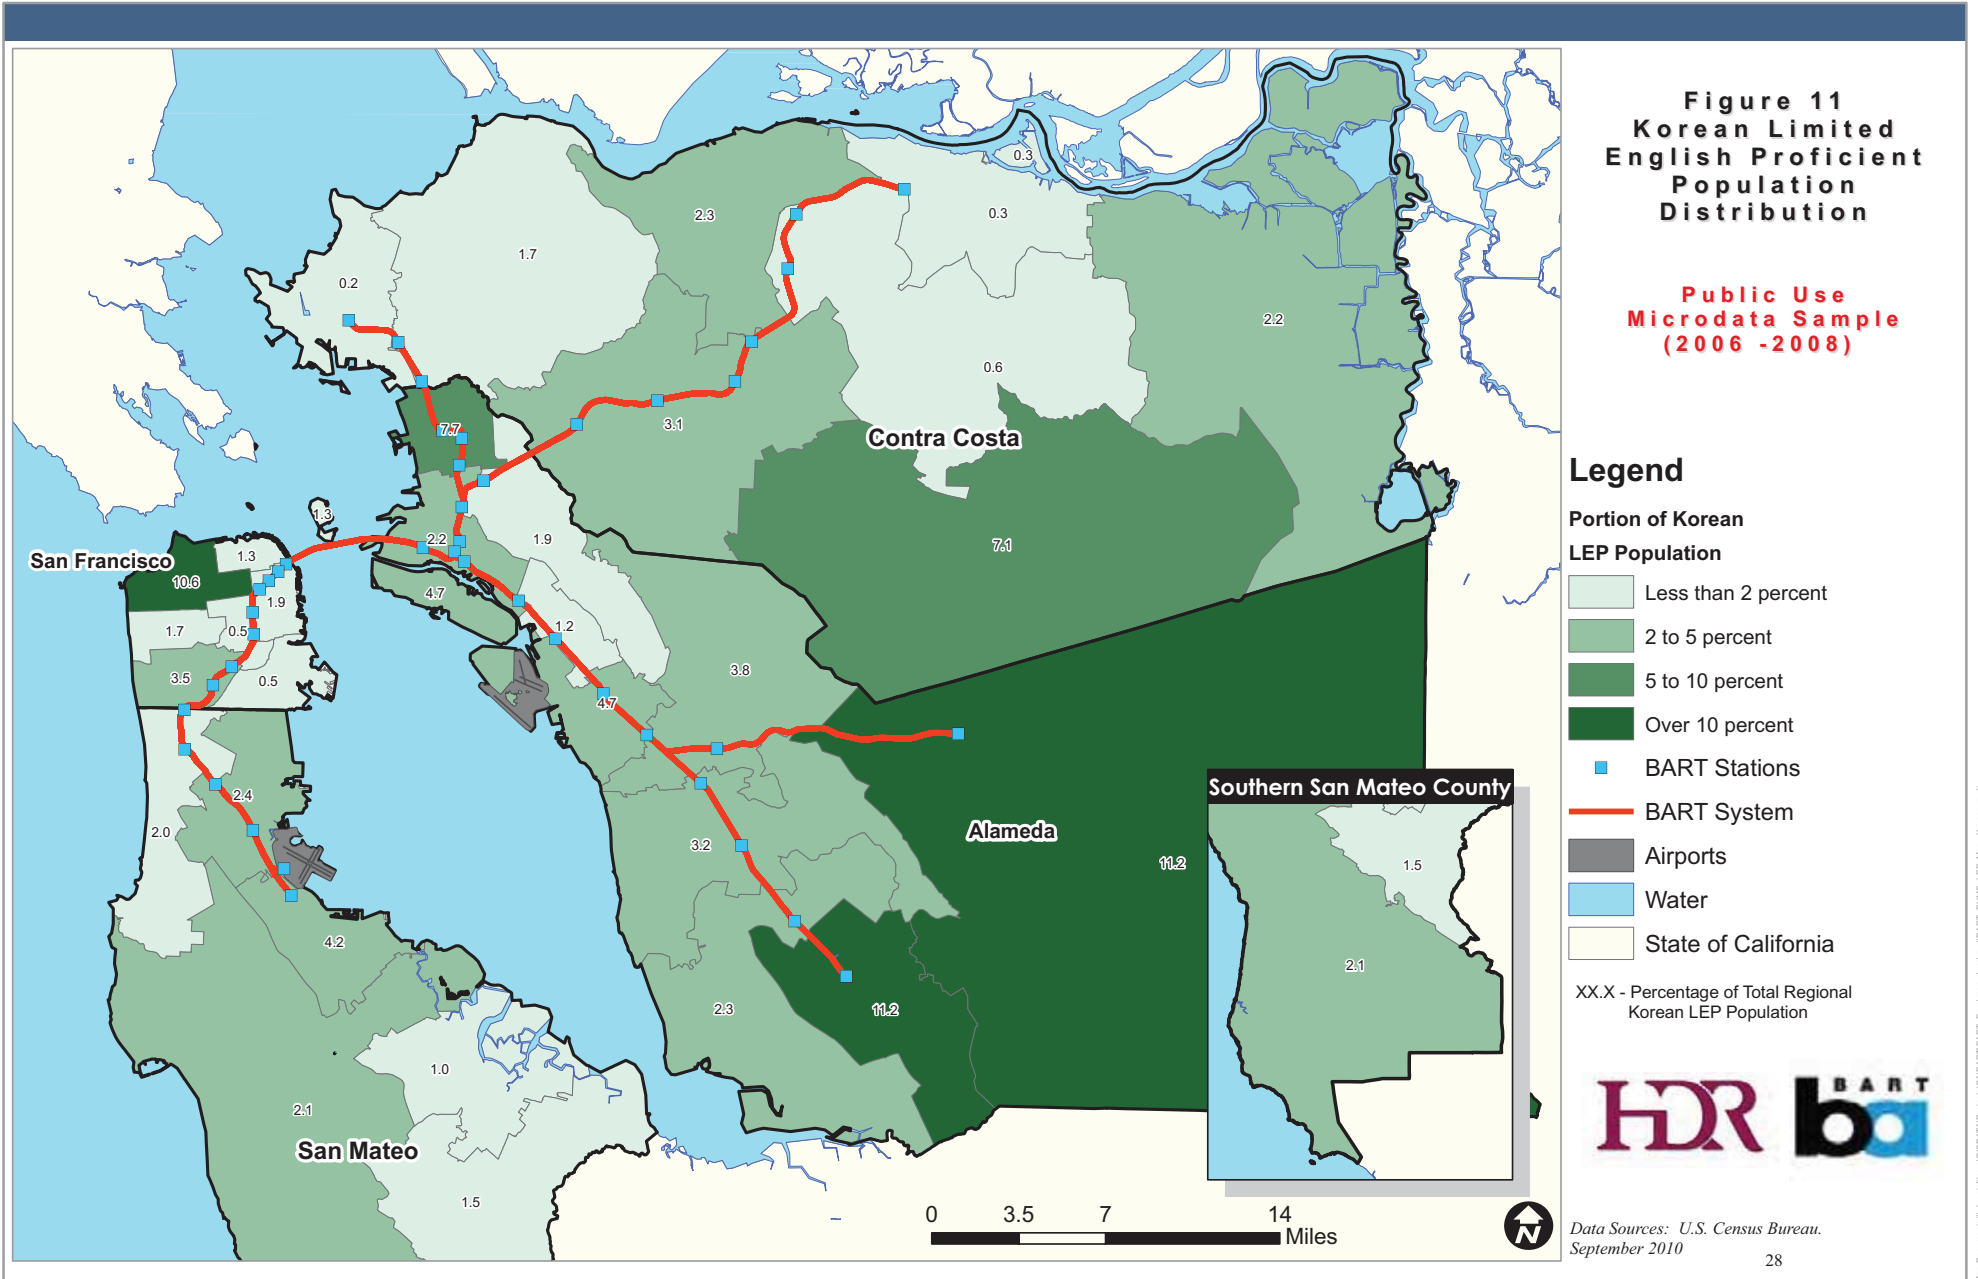 Figure 11
Korean Limited
English Proficient
Population
Distribution
Public Use
Microdata Sample
(2006 -2008)
Legend
Portion of Korean
LEP Population
Less than 2 percent
2 to 5 percent
5 to 10 percent
Over 10 percent
BART Stations
BART System
Airports
Water
State of California
XX.X - Percentage of Total Regional
Korean LEP Population
HDR
BART
ba
Data Sources: U.S. Census Bureau.
September 2010
28
0.3
2.3
0.3
1.7
0.2
2.2
0.6
3.1
7.7
Contra Costa
1.3
2.2
1.9
7.1
San Francisco
1.3
10.6
4.7
1.9
1.7
0.5
1.2
3.8
3.5
0.5
4.7
2.4
2.0
3.2
Alameda
11.2
4.2
2.3
11.2
1.0
2.1
San Mateo
1.5
Southern San Mateo County
1.5
2.1
0 3.5 7 14
Miles
N